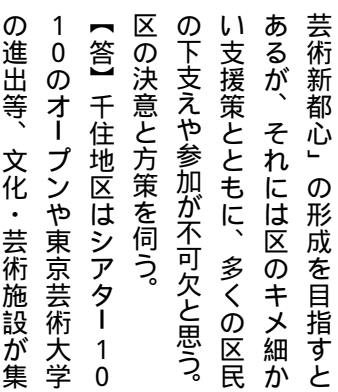 芸術新都心」の形成を目指すと
あるが、それには区のキメ細か
い支援策とともに、多くの区民
の下支えや参加が不可欠と思う。
区の決意と方策を伺う。
【答】千住地区はシアター10
10のオープンや東京芸術大学
の進出等、文化・芸術施設が集